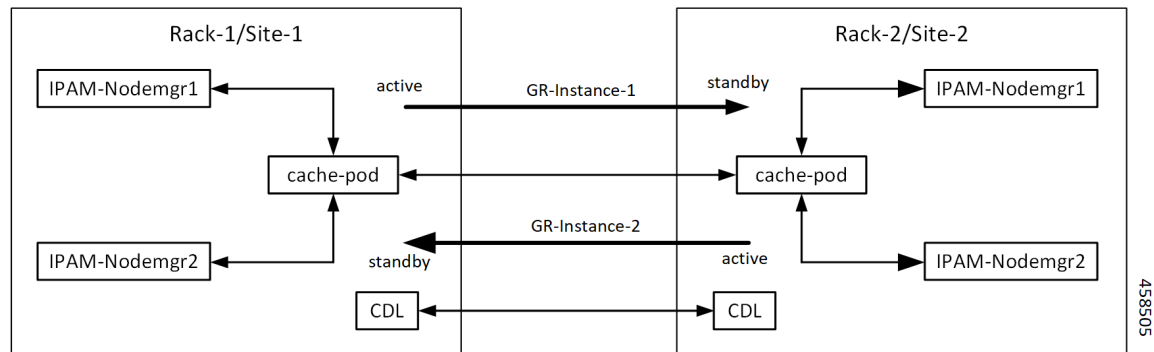 Rack-1/Site-1
Rack-2/Site-2
IPAM-Nodemgr1
active
GR-Instance-1
standby
IPAM-Nodemgr1
cache-pod
cache-pod
GR-Instance-2
IPAM-Nodemgr2
standby
active
IPAM-Nodemgr2
CDL
CDL
458505